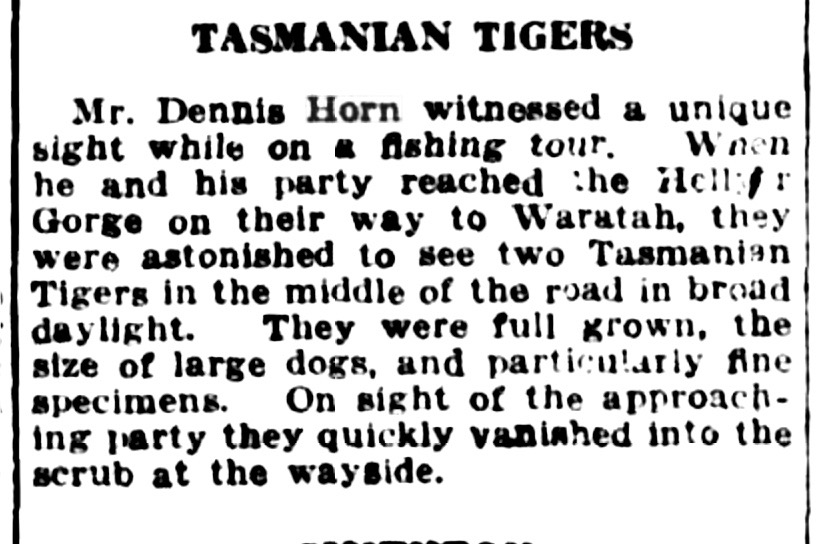 TASMANIAN TIGERS
Mr. Dennis Horn witnessed a unique
sight while on a fishing tour. When
he and his party reached the Hellyer
Gorge on their way to Waratah, they
were astonished to see two Tasmanian
Tigers in the middle of the road in broad
daylight. They were full grown, the
size of large dogs, and particularly fine
specimens. On sight of the approach-
ing party they quickly vanished into the
scrub at the wayside.